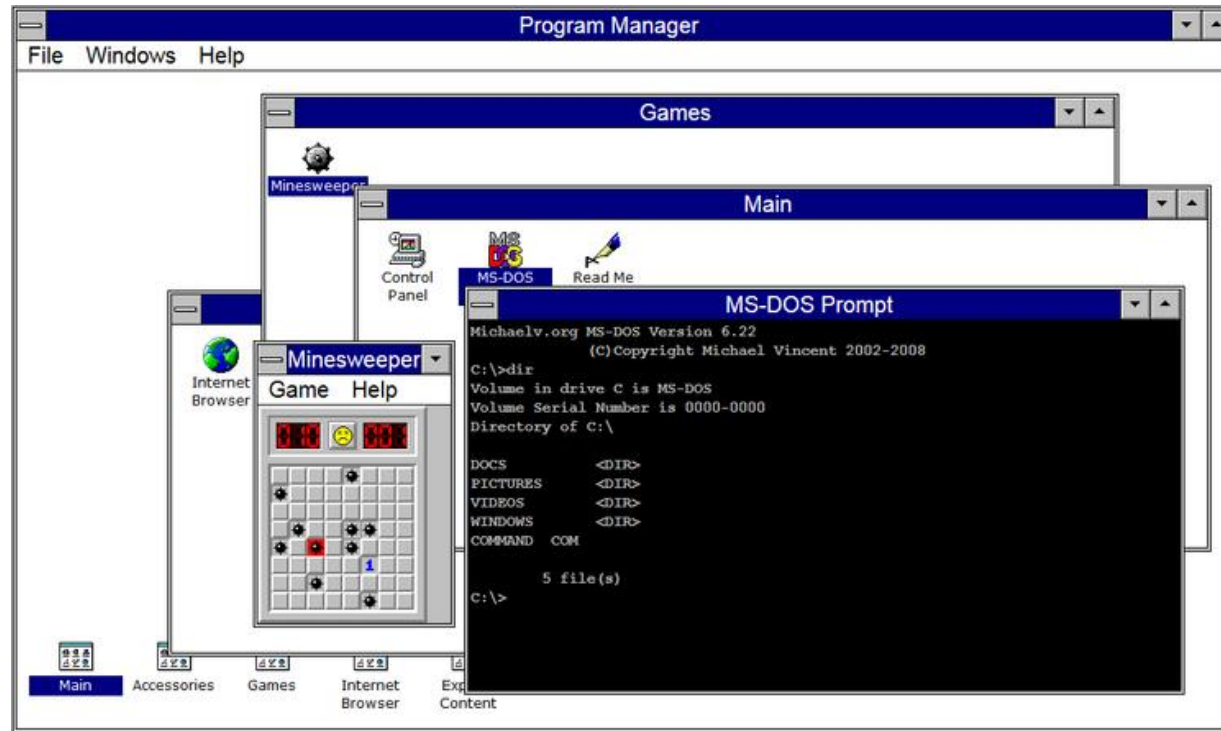 Program Manager
File Windows Help
Games
Minesweeper
Main
Control
Panel
MS-DOS
Read Me
MS-DOS Prompt
Michaelv.org MS-DOS Version 6.22
(C)Copyright Michael Vincent 2002-2008
C:\>dir
Volume in drive C is MS-DOS
Volume Serial Number is 0000-0000
Directory of C:\
DOCS <DIR>
PICTURES <DIR>
VIDEOS <DIR>
WINDOWS <DIR>
COMMAND COM
5 file(s)
C:\>
Internet
Browser
Minesweeper
Game Help
010 001
1
Main
Accessories
Games
Internet
Browser
Exp
Content